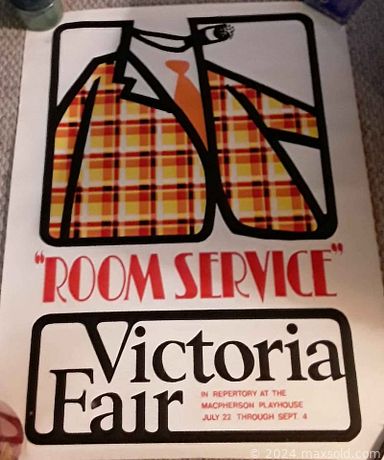 "ROOM SERVICE"
Victoria
Fair
IN REPERTORY AT THE
MACPHERSON PLAYHOUSE
JULY 22 THROUGH SEPT. 4
© 2024 maxsold.com